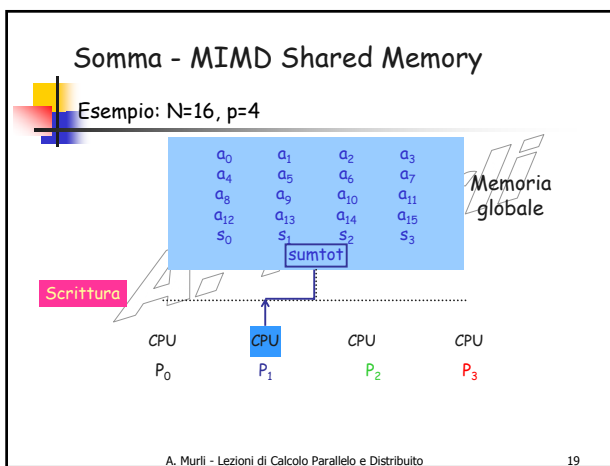 Somma - MIMD Shared Memory
Esempio: N=16, p=4
a0 a1 a2 a3
a4 a5 a6 a7
a8 a9 a10 a11
a12 a13 a14 a15
s0 s1 s2 s3
sumtot
Memoria
globale
Scrittura
CPU CPU CPU CPU
P0 P1 P2 P3
A. Murli - Lezioni di Calcolo Parallelo e Distribuito 19